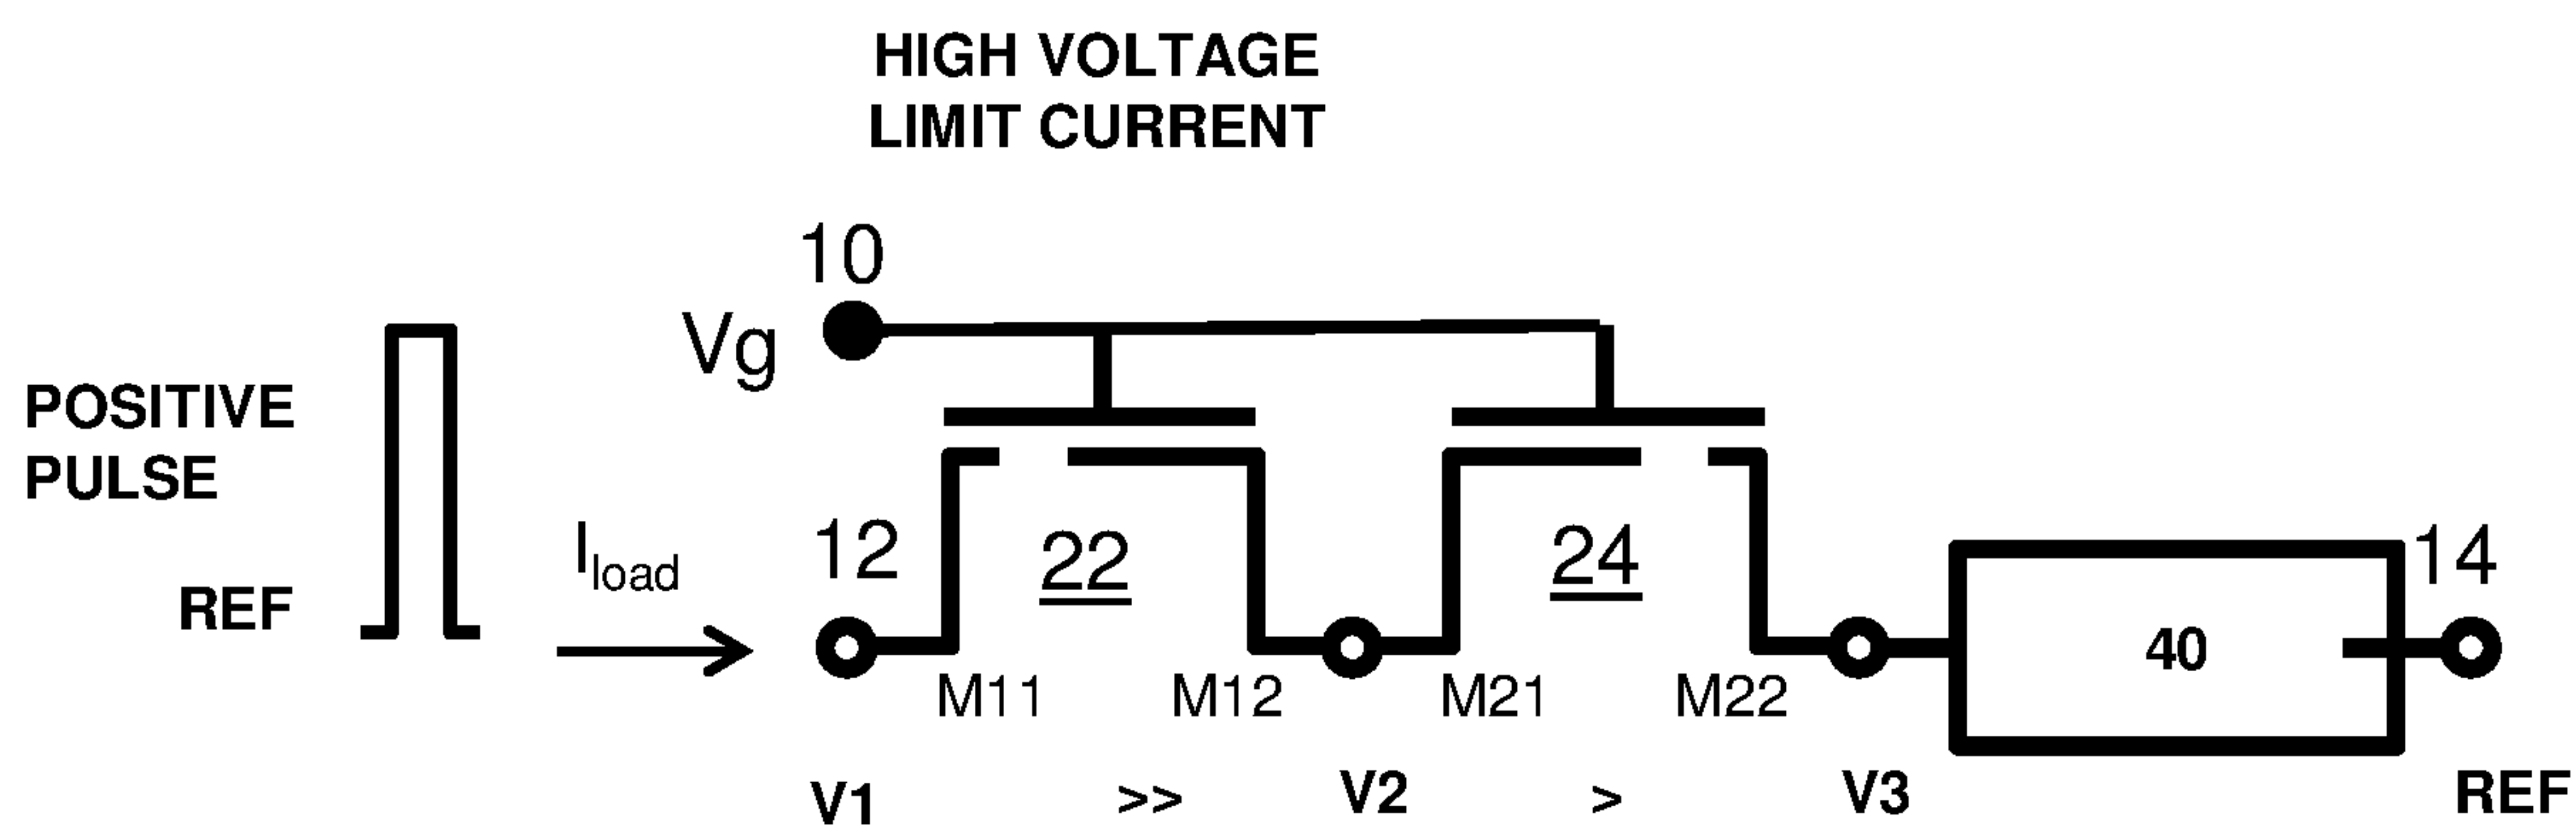 HIGH VOLTAGE
LIMIT CURRENT
10
Vg
POSITIVE
PULSE
REF
Iload
12
22
24
14
40
M11
M12
M21
M22
V1 >> V2 > V3 REF